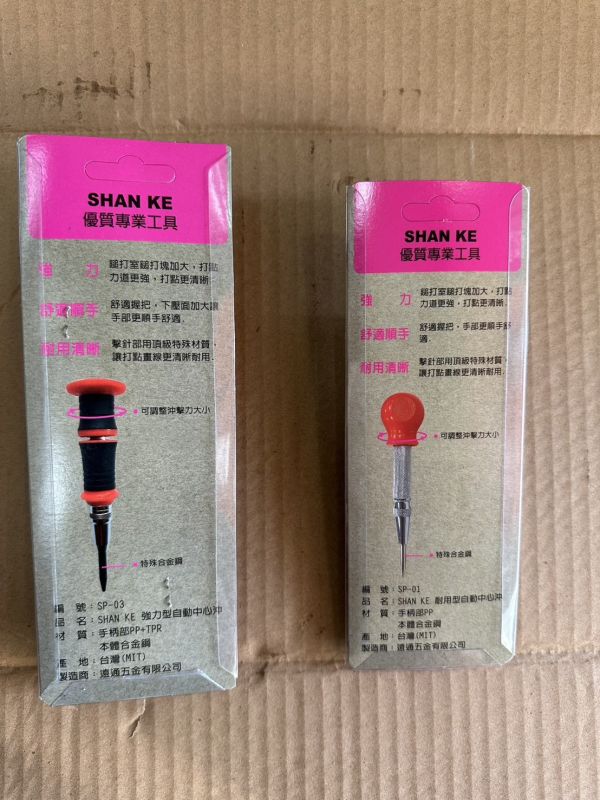 SHAN KE
優質專業工具
強 力
鎚打室鎚打塊加大，打點
力道更強，打點更清晰
舒適順手
舒適握把，下壓面加大讓
手部更順手舒適.
耐用清晰
擊針部用頂級特殊材質，
讓打點畫線更清晰耐用.
可調整沖擊力大小
特殊合金鋼
編 號：SP-03
品 名：SHAN KE 強力型自動中心沖
材 質：手柄部PP+TPR
本體合金鋼
產 地：台灣(MIT)
製造商：遠通五金有限公司
SHAN KE
優質專業工具
強 力
鎚打室鎚打塊加大，打點
力道更強，打點更清晰.
舒適順手
舒適握把，手部更順手舒
適.
耐用清晰
擊針部用頂級特殊材質，
讓打點畫線更清晰耐用.
可調整沖擊力大小
特殊合金鋼
編 號：SP-01
品 名：SHAN KE 耐用型自動中心沖
材 質：手柄部PP
本體合金鋼
產 地：台灣(MIT)
製造商：遠通五金有限公司